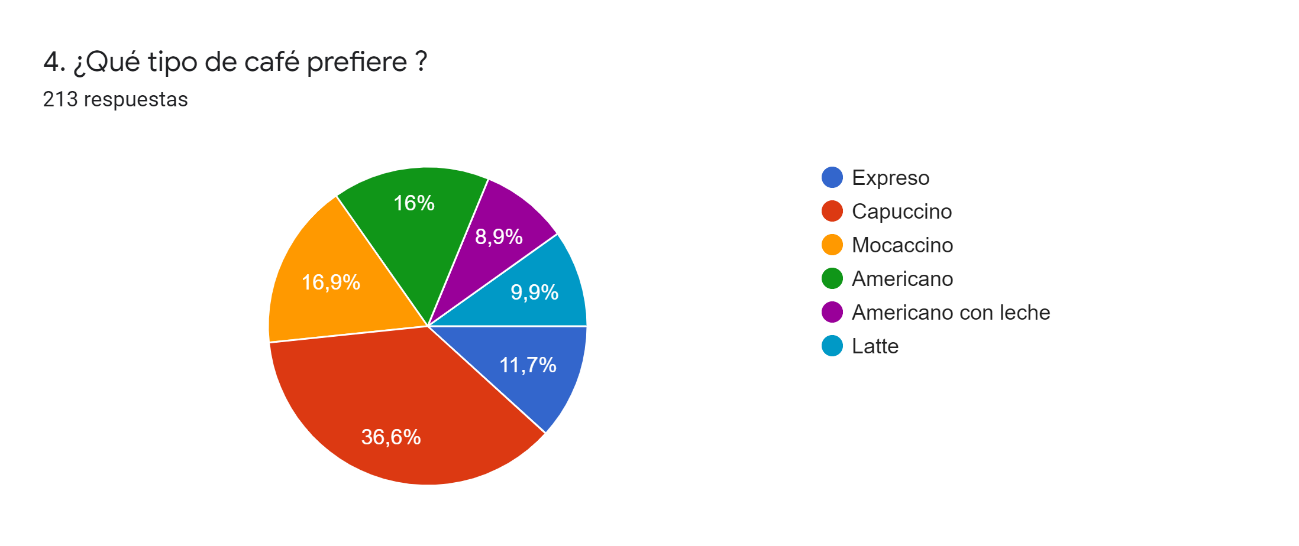 4. ¿Qué tipo de café prefiere ?
213 respuestas
16%
8,9%
16,9%
9,9%
11,7%
36,6%
Expreso
Capuccino
Mocaccino
Americano
Americano con leche
Latte